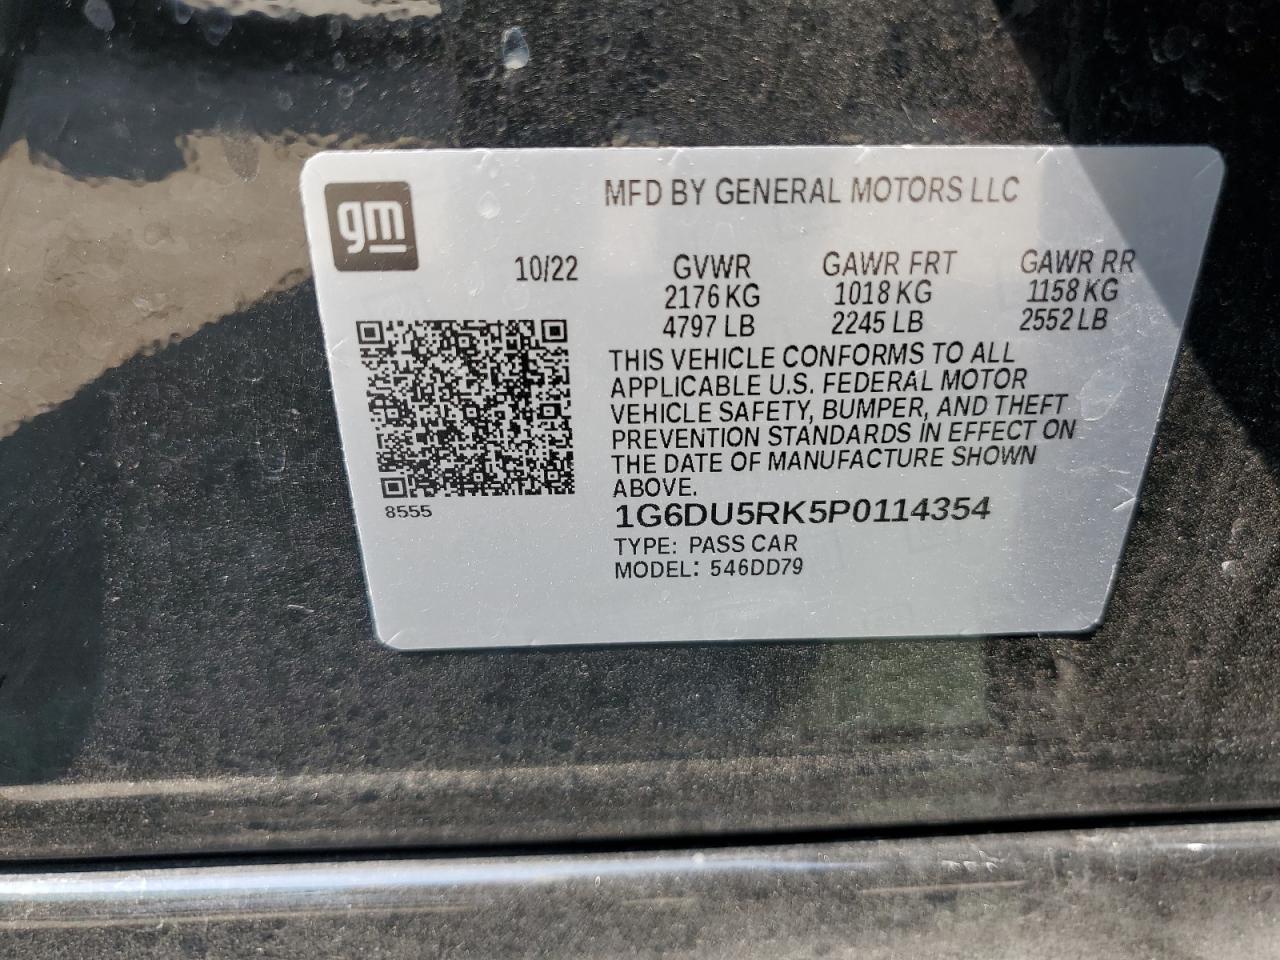 gm
MFD BY GENERAL MOTORS LLC
10/22 GVWR GAWR FRT GAWR RR
2176 KG 1018 KG 1158 KG
4797 LB 2245 LB 2552 LB
THIS VEHICLE CONFORMS TO ALL
APPLICABLE U.S. FEDERAL MOTOR
VEHICLE SAFETY, BUMPER, AND THEFT
PREVENTION STANDARDS IN EFFECT ON
THE DATE OF MANUFACTURE SHOWN
ABOVE.
8555
1G6DU5RK5P0114354
TYPE: PASS CAR
MODEL: 546DD79